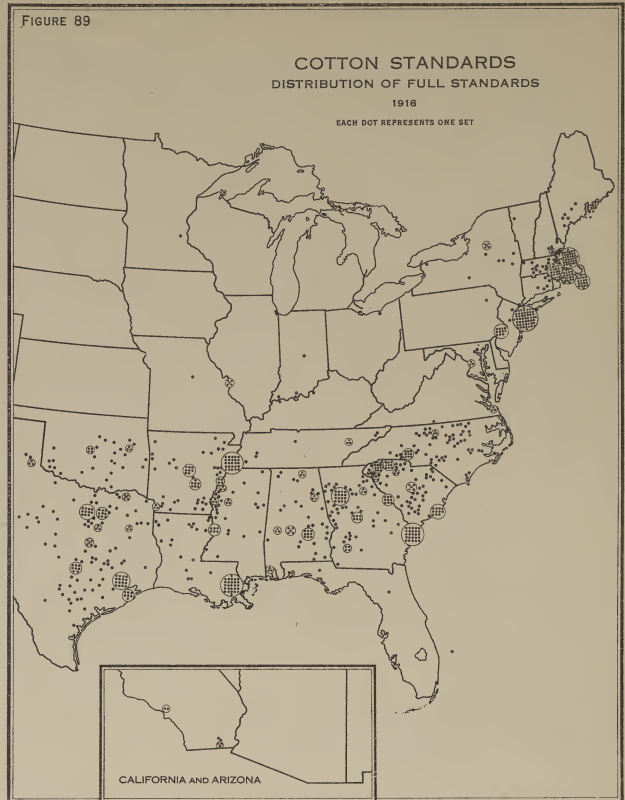 FIGURE 89
COTTON STANDARDS
DISTRIBUTION OF FULL STANDARDS
1916
EACH DOT REPRESENTS ONE SET
CALIFORNIA AND ARIZONA